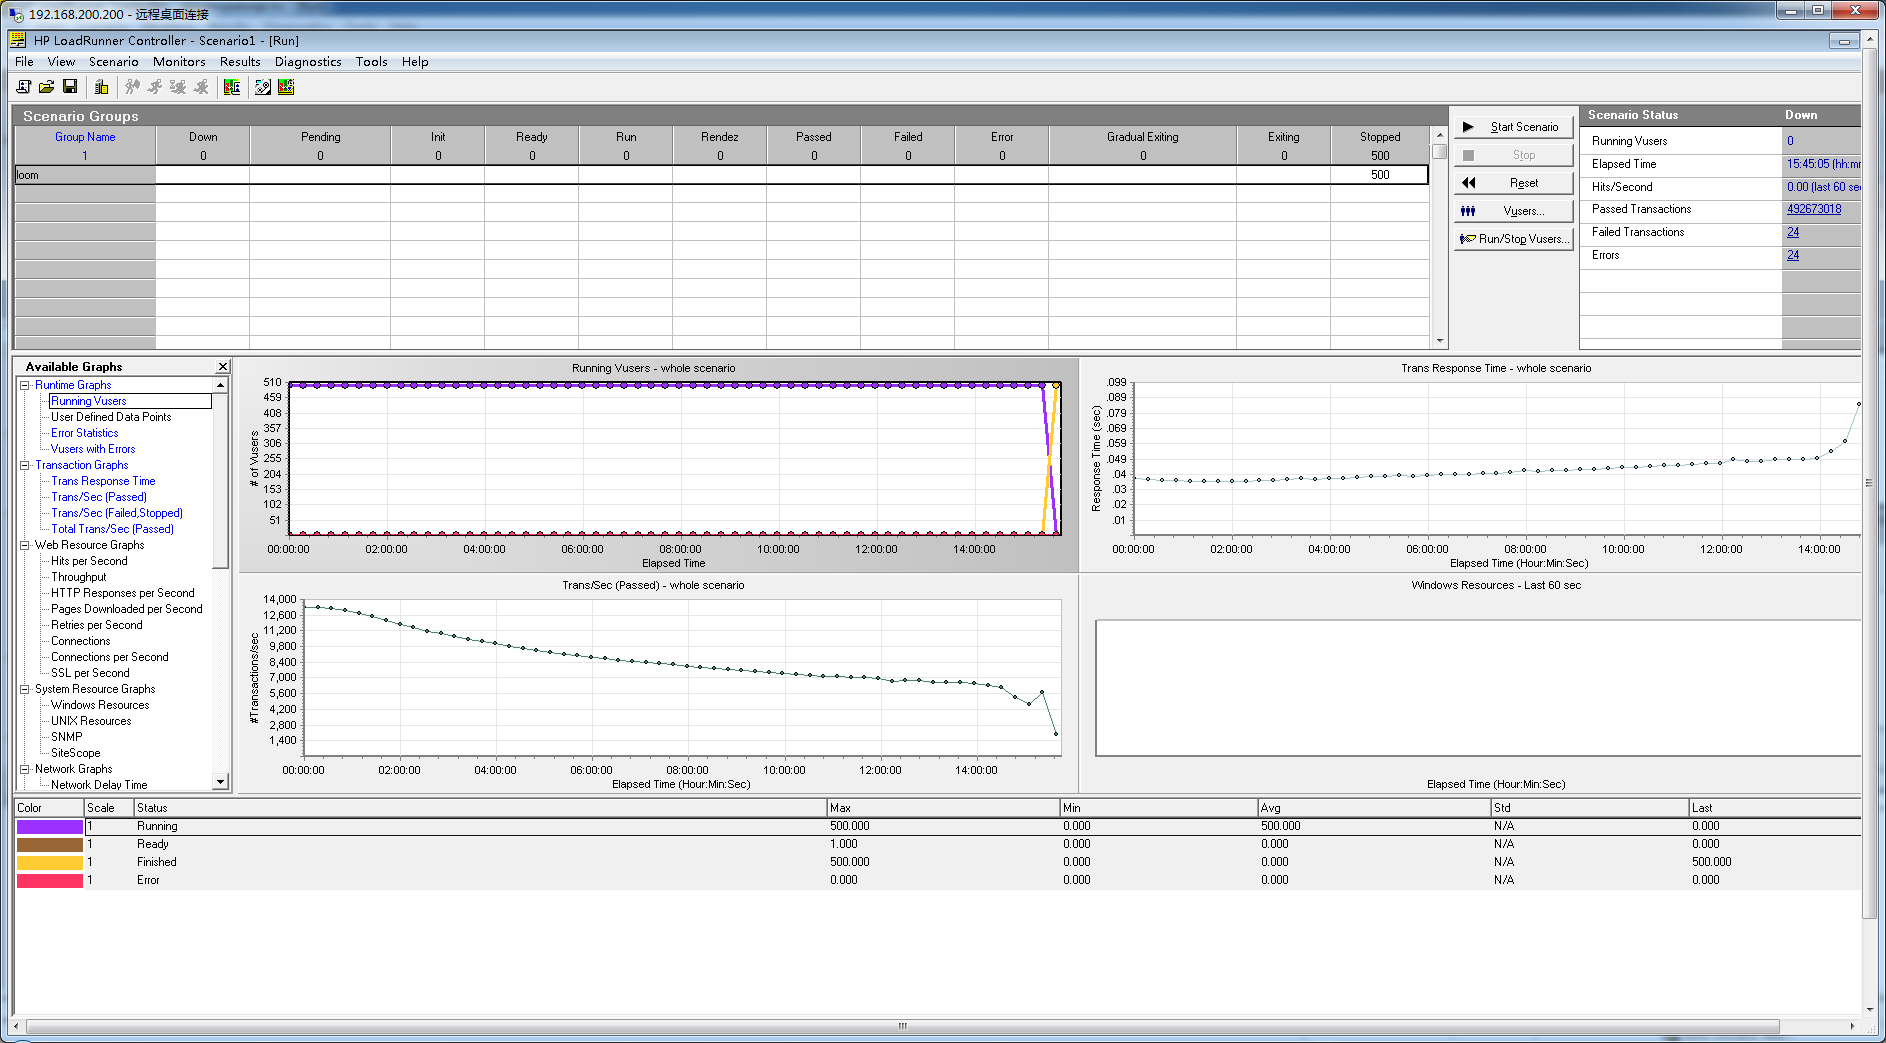 192.168.200.200 - 远程桌面连接
HP LoadRunner Controller - Scenario1 - [Run]
File View Scenario Monitors Results Diagnostics Tools Help
Scenario Groups
Group Name Down Pending Init Ready Run Rendez Passed Failed Error Gradual Exiting Exiting Stopped
1 0 0 0 0 0 0 0 0 0 0 0 500
loom 500
Start Scenario
Stop
Reset
Vusers...
Run/Stop Vusers...
Scenario Status Down
Running Vusers 0
Elapsed Time 15:45:05 (hh:mm
Hits/Second 0.00 (last 60 sec
Passed Transactions 492673018
Failed Transactions 24
Errors 24
Available Graphs
Runtime Graphs
Running Vusers
User Defined Data Points
Error Statistics
Vusers with Errors
Transaction Graphs
Trans Response Time
Trans/Sec (Passed)
Trans/Sec (Failed,Stopped)
Total Trans/Sec (Passed)
Web Resource Graphs
Hits per Second
Throughput
HTTP Responses per Second
Pages Downloaded per Second
Retries per Second
Connections
Connections per Second
SSL per Second
System Resource Graphs
Windows Resources
UNIX Resources
SNMP
SiteScope
Network Graphs
Network Delay Time
Running Vusers - whole scenario
# of Vusers
510
459
408
357
306
255
204
153
102
51
00:00:00 02:00:00 04:00:00 06:00:00 08:00:00 10:00:00 12:00:00 14:00:00
Elapsed Time
Trans Response Time - whole scenario
Response Time (sec)
.099
.089
.079
.069
.059
.049
.04
.03
.02
.01
00:00:00 02:00:00 04:00:00 06:00:00 08:00:00 10:00:00 12:00:00 14:00:00
Elapsed Time (Hour:Min:Sec)
Trans/Sec (Passed) - whole scenario
#Transactions/sec
14,000
12,600
11,200
9,800
8,400
7,000
5,600
4,200
2,800
1,400
00:00:00 02:00:00 04:00:00 06:00:00 08:00:00 10:00:00 12:00:00 14:00:00
Elapsed Time (Hour:Min:Sec)
Windows Resources - Last 60 sec
Elapsed Time (Hour:Min:Sec)
Color Scale Status Max Min Avg Std Last
1 Running 500.000 0.000 500.000 N/A 0.000
1 Ready 1.000 0.000 0.000 N/A 0.000
1 Finished 500.000 0.000 0.000 N/A 500.000
1 Error 0.000 0.000 0.000 N/A 0.000